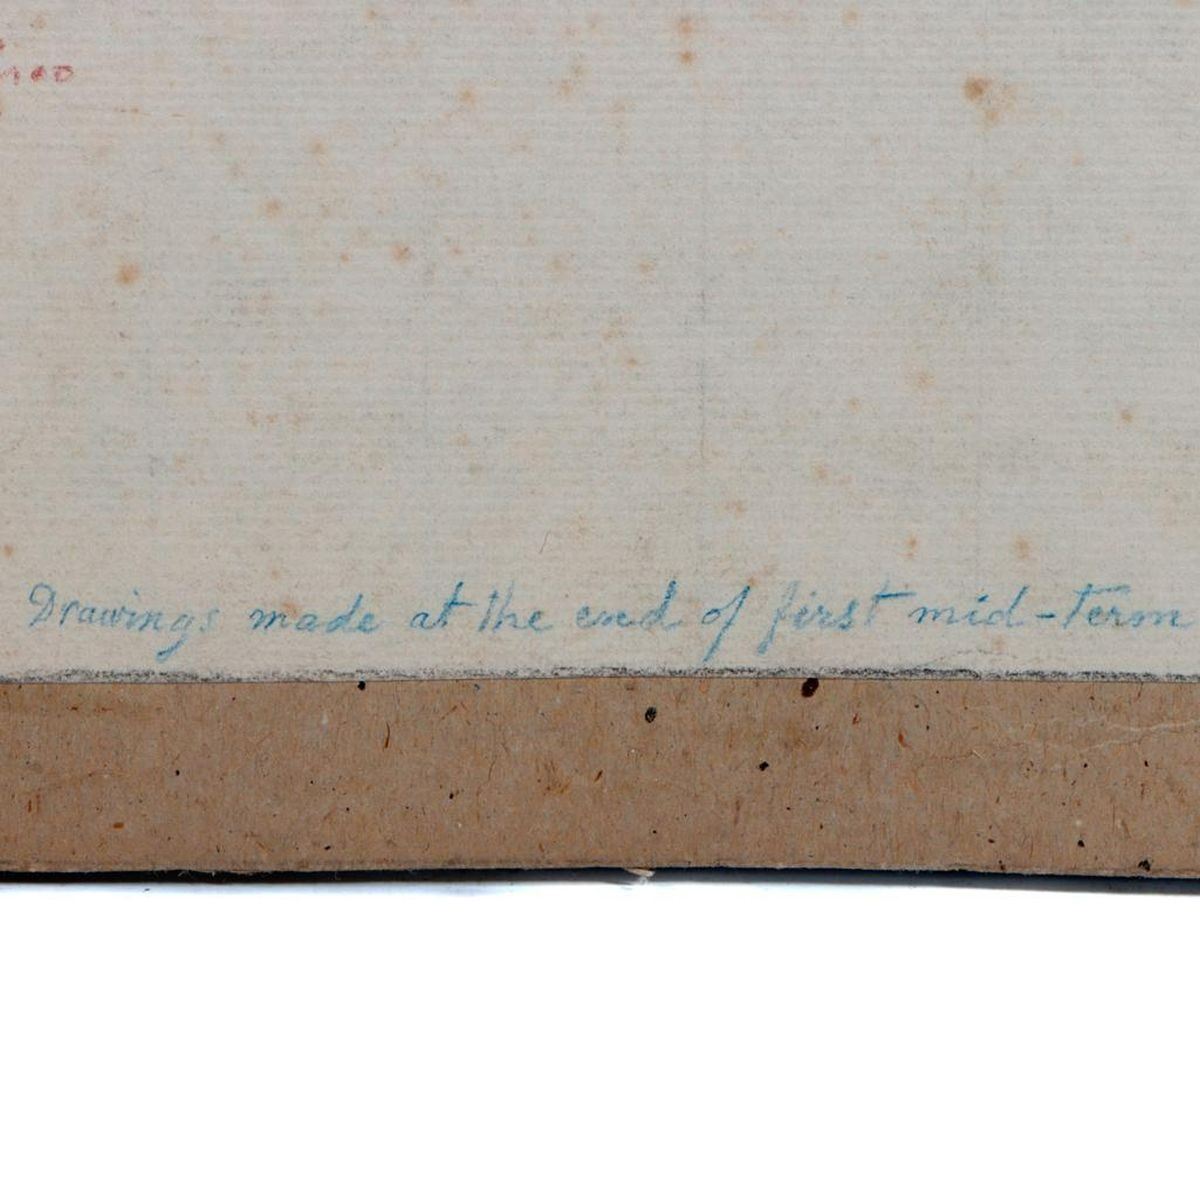 Drawings made at the end of first mid-term